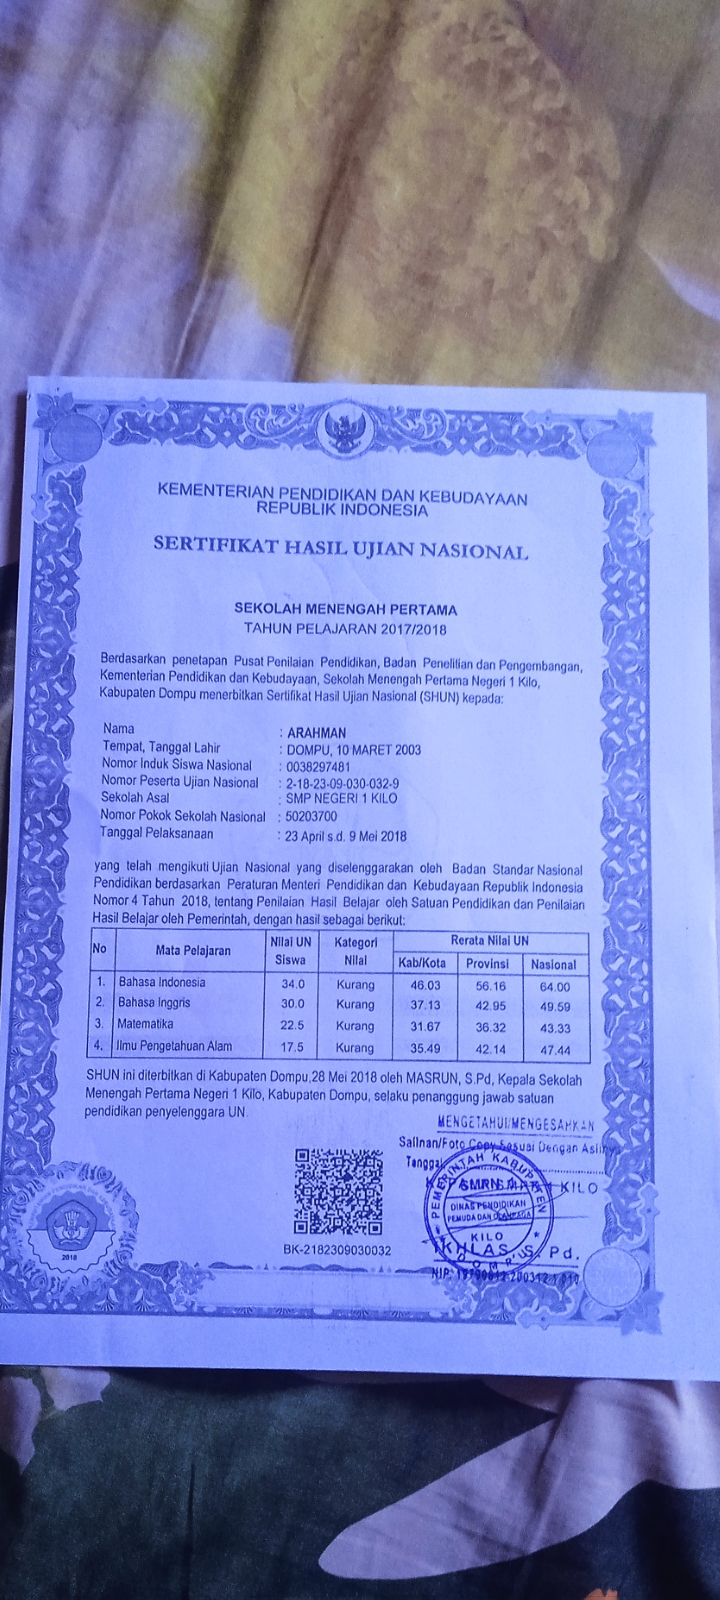 KEMENTERIAN PENDIDIKAN DAN KEBUDAYAAN
REPUBLIK INDONESIA
SERTIFIKAT HASIL UJIAN NASIONAL
SEKOLAH MENENGAH PERTAMA
TAHUN PELAJARAN 2017/2018
Berdasarkan penetapan Pusat Penilaian Pendidikan, Badan Penelitian dan Pengembangan,
Kementerian Pendidikan dan Kebudayaan, Sekolah Menengah Pertama Negeri 1 Kilo,
Kabupaten Dompu menerbitkan Sertifikat Hasil Ujian Nasional (SHUN) kepada:
Nama : ARAHMAN
Tempat, Tanggal Lahir : DOMPU, 10 MARET 2003
Nomor Induk Siswa Nasional : 0038297481
Nomor Peserta Ujian Nasional : 2-18-23-09-030-032-9
Sekolah Asal : SMP NEGERI 1 KILO
Nomor Pokok Sekolah Nasional : 50203700
Tanggal Pelaksanaan : 23 April s.d. 9 Mei 2018
yang telah mengikuti Ujian Nasional yang diselenggarakan oleh Badan Standar Nasional
Pendidikan berdasarkan Peraturan Menteri Pendidikan dan Kebudayaan Republik Indonesia
Nomor 4 Tahun 2018, tentang Penilaian Hasil Belajar oleh Satuan Pendidikan dan Penilaian
Hasil Belajar oleh Pemerintah, dengan hasil sebagai berikut:
No Mata Pelajaran Nilai UN Siswa Kategori Nilai Rerata Nilai UN
Kab/Kota Provinsi Nasional
1. Bahasa Indonesia 34.0 Kurang 46.03 56.16 64.00
2. Bahasa Inggris 30.0 Kurang 37.13 42.95 49.59
3. Matematika 22.5 Kurang 31.67 36.32 43.33
4. Ilmu Pengetahuan Alam 17.5 Kurang 35.49 42.14 47.44
SHUN ini diterbitkan di Kabupaten Dompu,28 Mei 2018 oleh MASRUN, S.Pd, Kepala Sekolah
Menengah Pertama Negeri 1 Kilo, Kabupaten Dompu, selaku penanggung jawab satuan
pendidikan penyelenggara UN.
MENGETAHUI/MENGESAHKAN
Salinan/Foto Copy Sesuai Dengan
Tanggal
KILO
PEMERINTAH KABUPATEN
DINAS PENDIDIKAN
PEMUDA DAN OLAHRAGA
KILO
IKHLAS, S. Pd.
NIP.
BK-2182309030032
2018